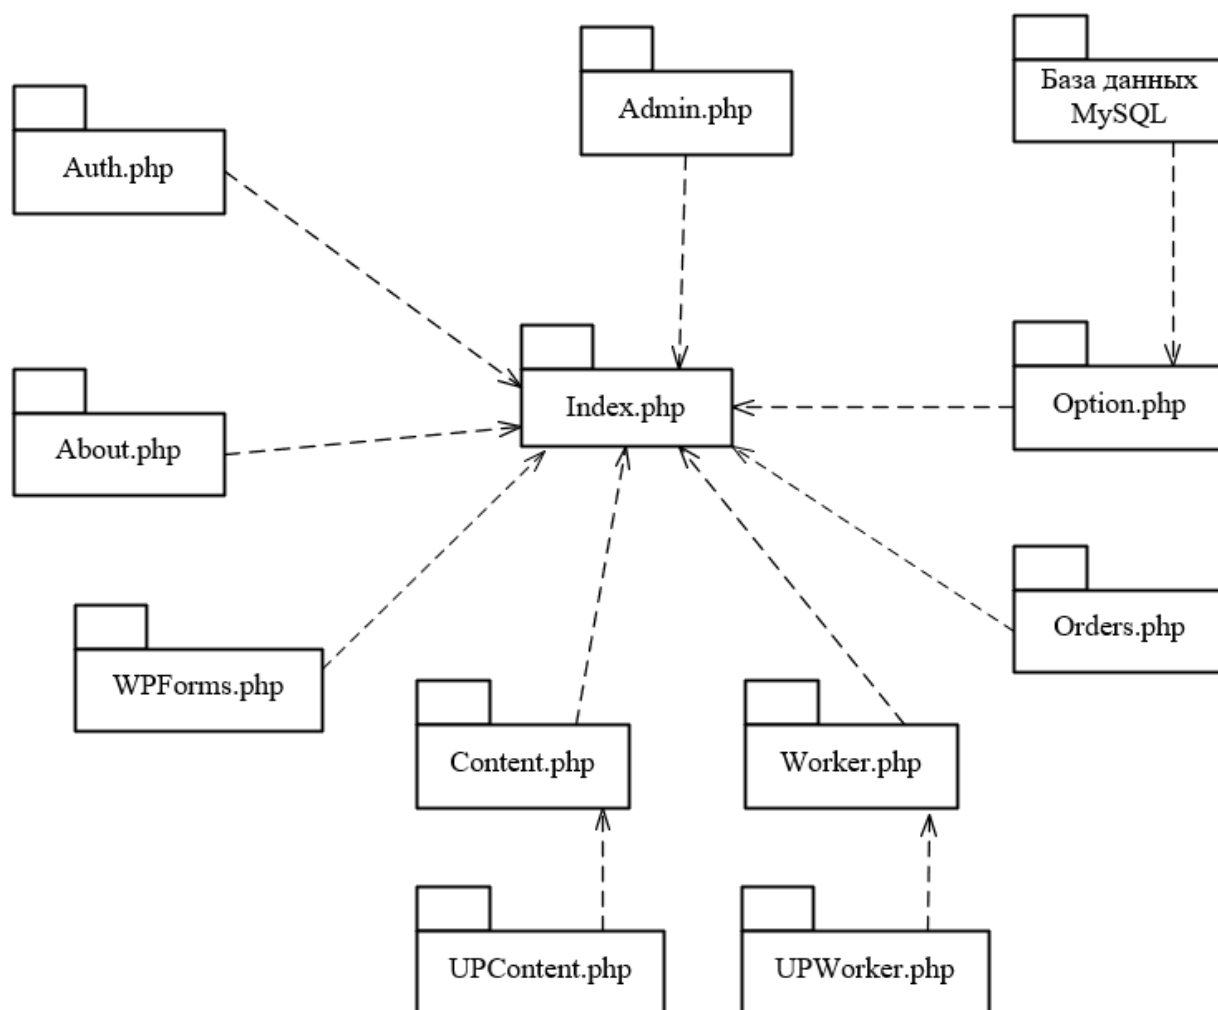 База данных
MySQL
Admin.php
Auth.php
Index.php
Option.php
About.php
Orders.php
WPForms.php
Content.php
Worker.php
UPContent.php
UPWorker.php